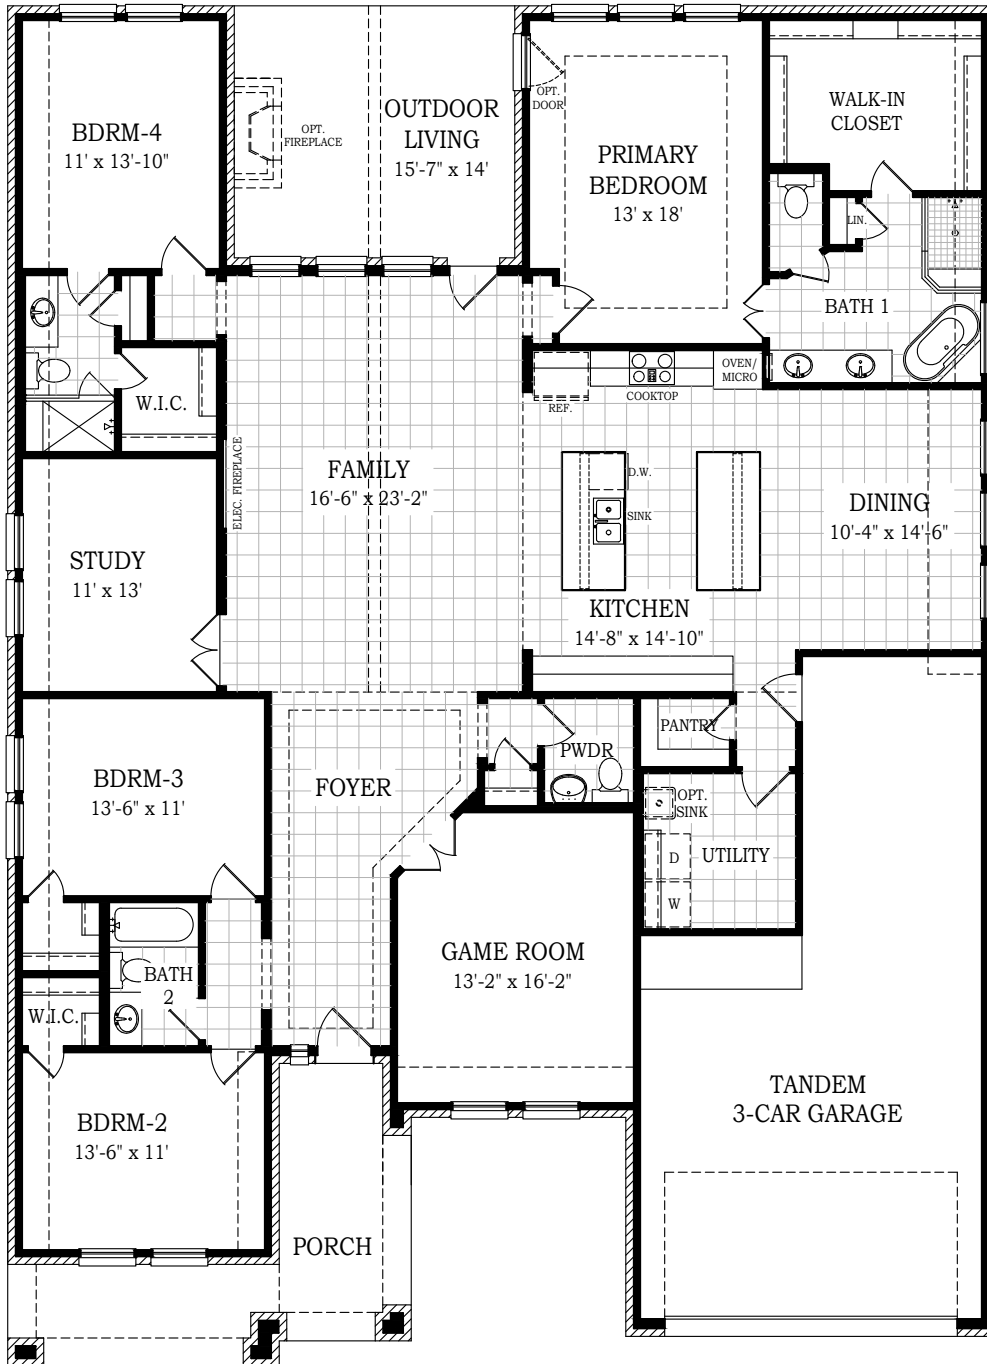 BDRM-4
11' x 13'-10"
OPT.
FIREPLACE
OUTDOOR
LIVING
15'-7" x 14'
OPT.
DOOR
PRIMARY
BEDROOM
13' x 18'
WALK-IN
CLOSET
LIN.
BATH 1
W.I.C.
REF.
COOKTOP
OVEN/
MICRO
ELEC. FIREPLACE
FAMILY
16'-6" x 23'-2"
D.W.
SINK
DINING
10'-4" x 14'-6"
STUDY
11' x 13'
KITCHEN
14'-8" x 14'-10"
BDRM-3
13'-6" x 11'
FOYER
PWDR
PANTRY
OPT.
SINK
D
W
UTILITY
GAME ROOM
13'-2" x 16'-2"
BATH
2
W.I.C.
BDRM-2
13'-6" x 11'
TANDEM
3-CAR GARAGE
PORCH